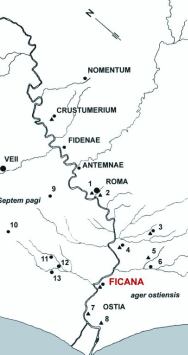 N
NOMENTUM
CRUSTUMERIUM
FIDENAE
VEII
ANTEMNAE
1 ROMA
2
9
Septem pagi
10
3
4
11
12
5
6
13
FICANA
ager ostiensis
OSTIA
7
8